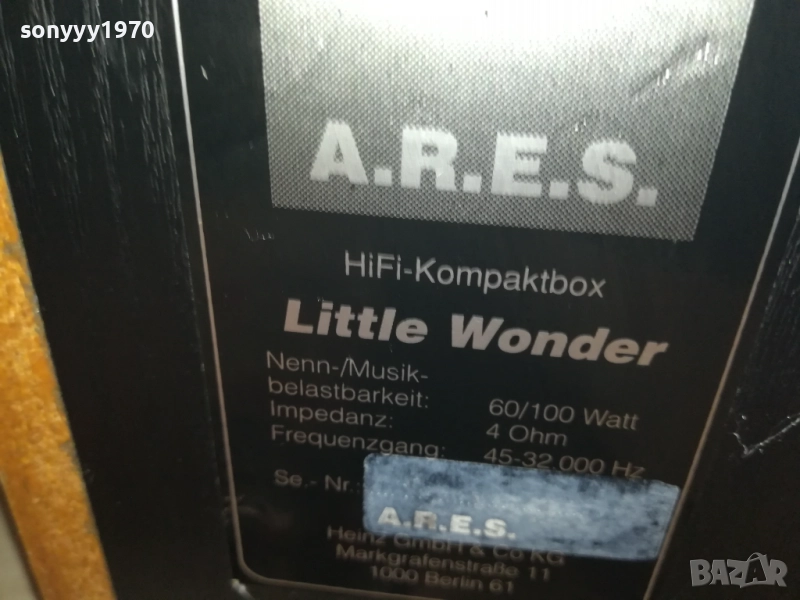 sonyyy1970
A.R.E.S.
HiFi-Kompaktbox
Little Wonder
Nenn-/Musik-
belastbarkeit: 60/100 Watt
Impedanz: 4 Ohm
Frequenzgang: 45-32.000 Hz
Se.- Nr.:
A.R.E.S.
Heinz GmbH & Co KG
Markgrafenstraße 11
1000 Berlin 61
BAZAR